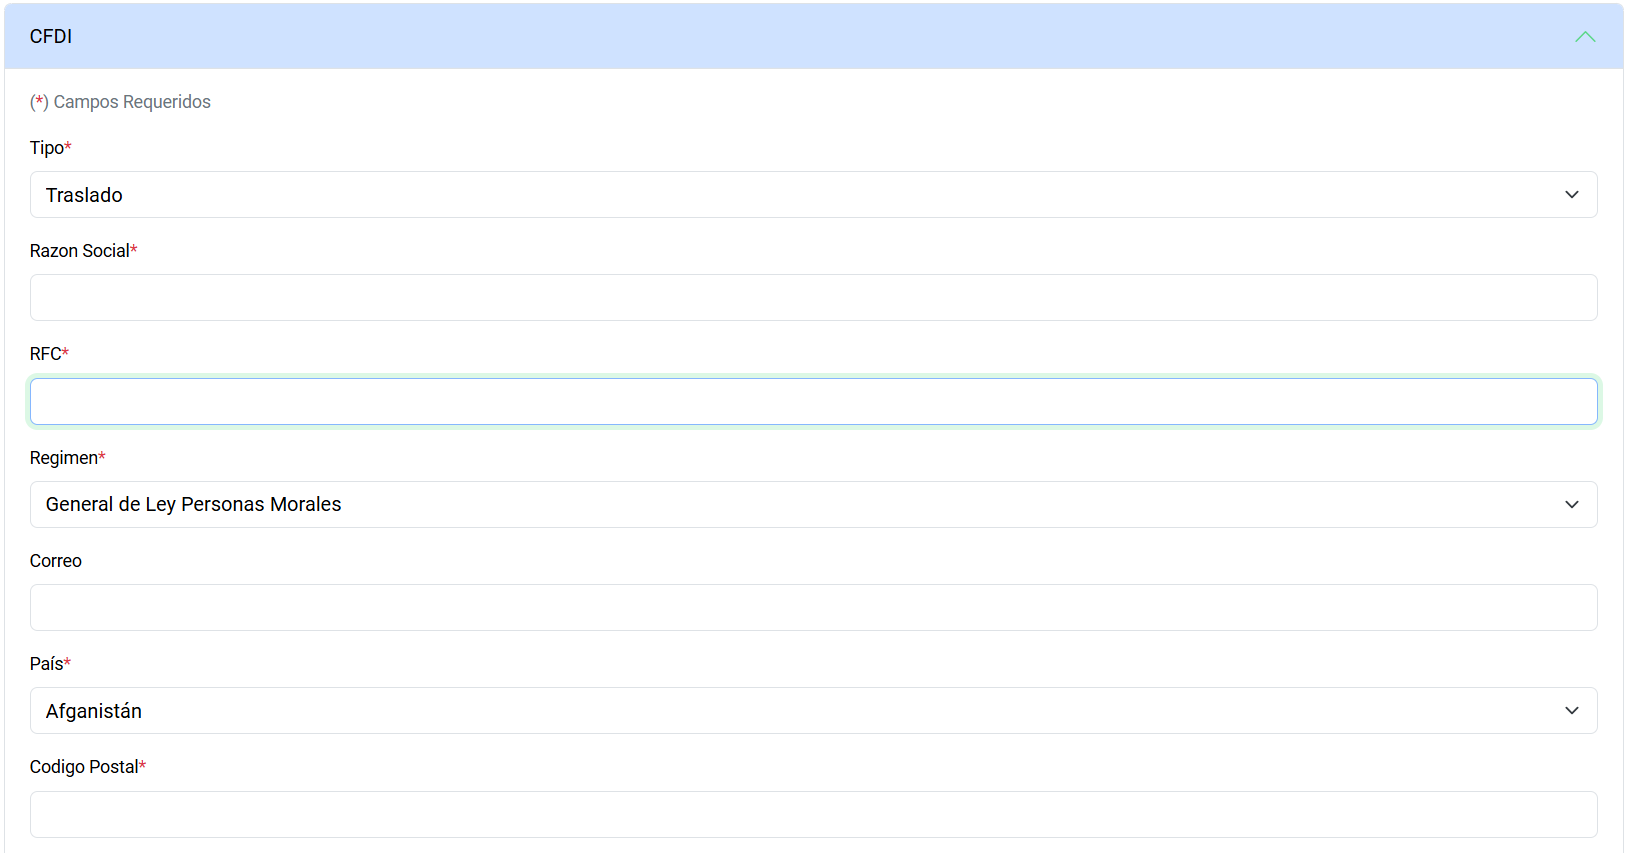 CFDI
(*) Campos Requeridos
Tipo*
Traslado
Razon Social*
RFC*
Regimen*
General de Ley Personas Morales
Correo
País*
Afganistán
Codigo Postal*